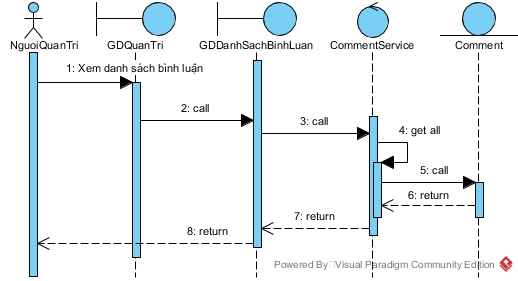 NguoiQuanTri GDQuanTri GDDanhSachBinhLuan CommentService Comment
1: Xem danh sách bình luận
2: call
3: call
4: get all
5: call
6: return
7: return
8: return
Powered By Visual Paradigm Community Edition